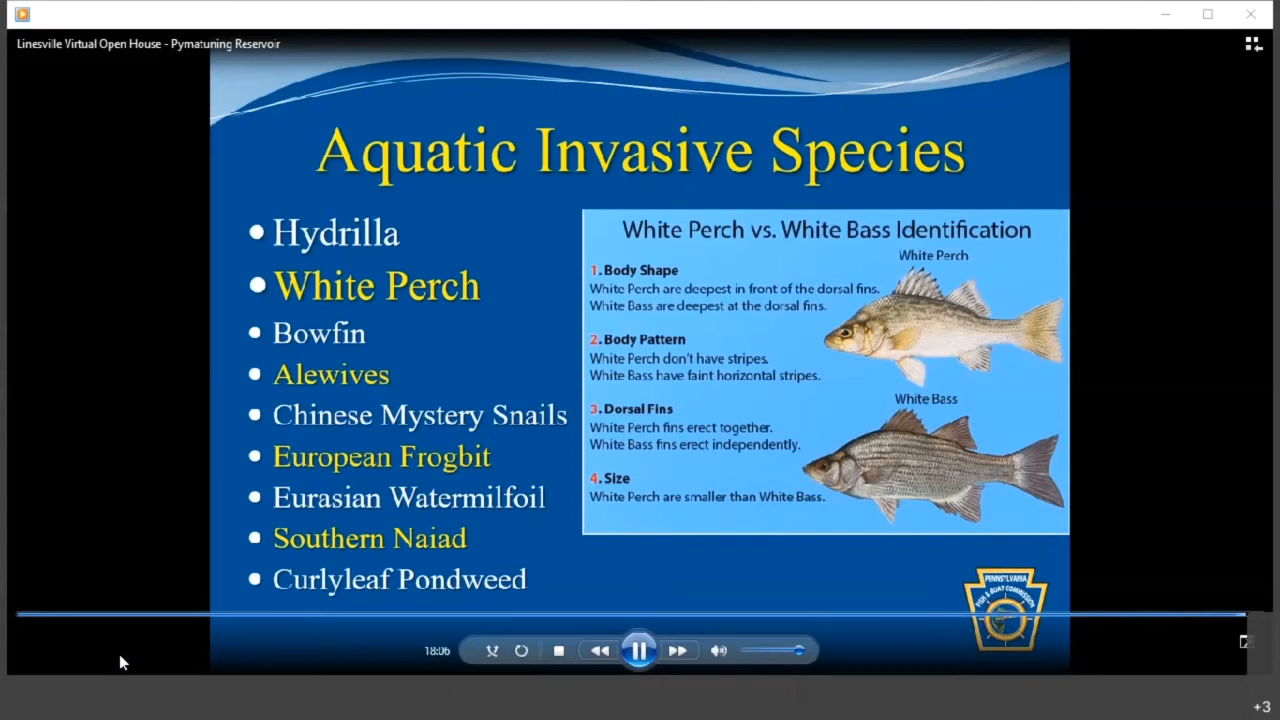 Linesville Virtual Open House - Pymatuning Reservoir
Aquatic Invasive Species
• Hydrilla
• White Perch
• Bowfin
• Alewives
• Chinese Mystery Snails
• European Frogbit
• Eurasian Watermilfoil
• Southern Naiad
• Curlyleaf Pondweed
White Perch vs. White Bass Identification
White Perch
1. Body Shape
White Perch are deepest in front of the dorsal fins.
White Bass are deepest at the dorsal fins.
2. Body Pattern
White Perch don't have stripes.
White Bass have faint horizontal stripes.
White Bass
3. Dorsal Fins
White Perch fins erect together.
White Bass fins erect independently.
4. Size
White Perch are smaller than White Bass.
PENNSYLVANIA
FISH & BOAT COMMISSION
18:06
+3